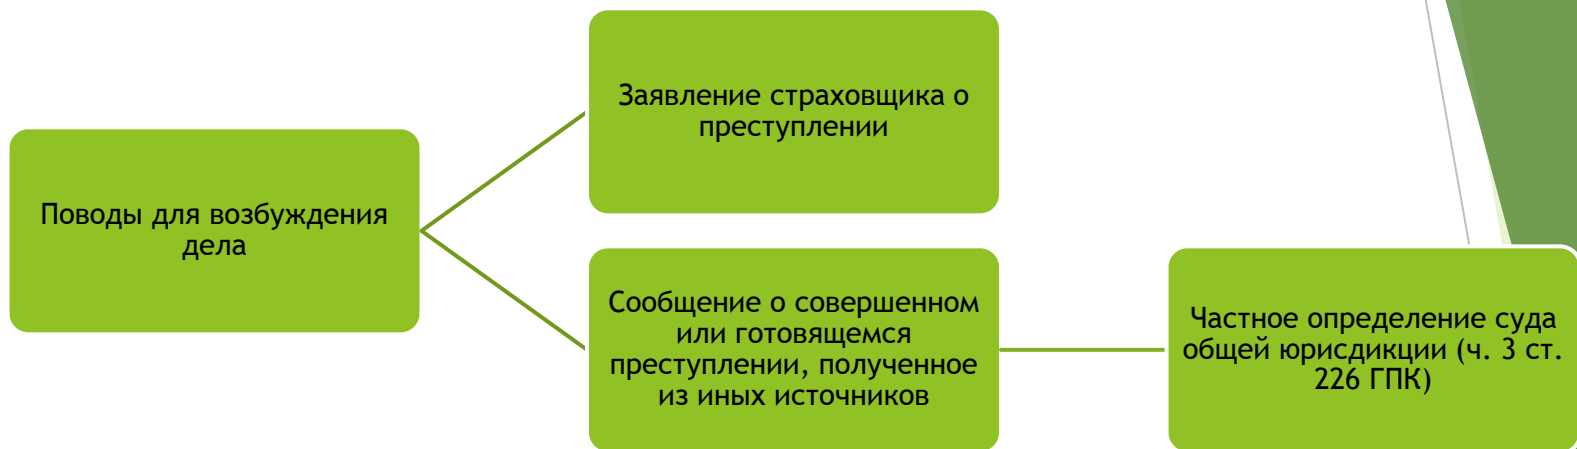 Поводы для возбуждения
дела
Заявление страховщика о
преступлении
Сообщение о совершенном
или готовящемся
преступлении, полученное
из иных источников
Частное определение суда
общей юрисдикции (ч. 3 ст.
226 ГПК)